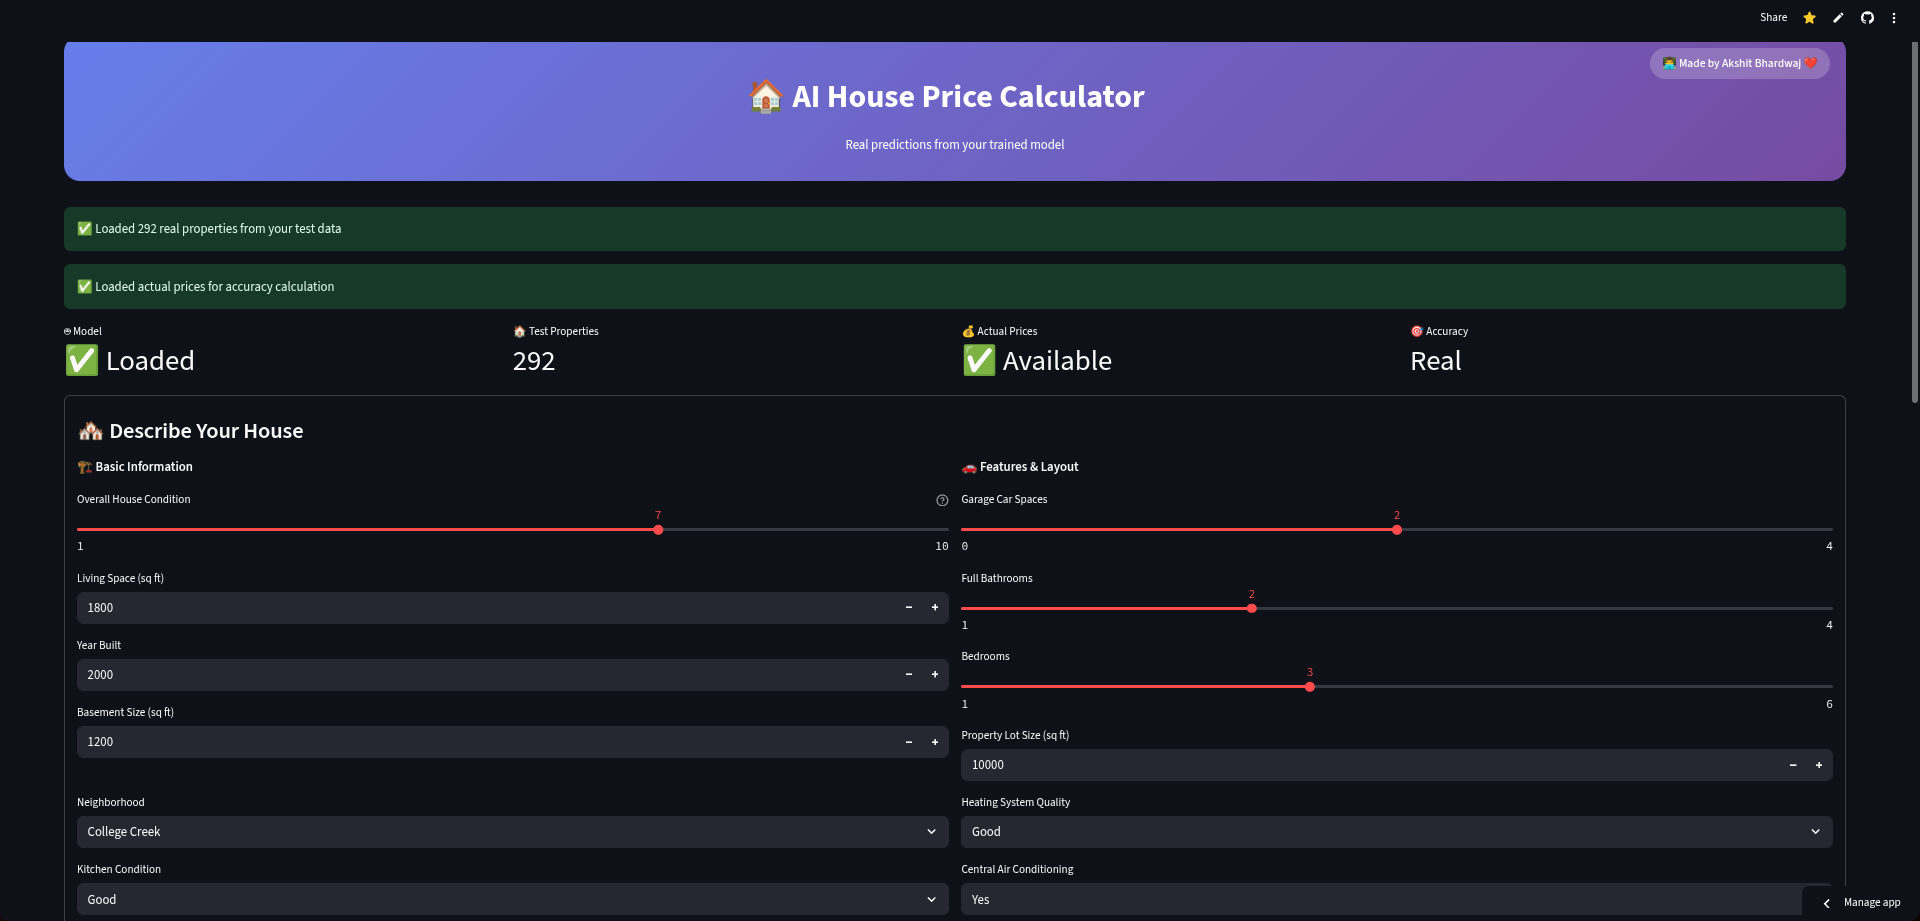 Share
👨‍💻 Made by Akshit Bhardwaj ❤️
🏠 AI House Price Calculator
Real predictions from your trained model
✅ Loaded 292 real properties from your test data
✅ Loaded actual prices for accuracy calculation
Model
🏠 Test Properties
💰 Actual Prices
🎯 Accuracy
✅ Loaded
292
✅ Available
Real
🏘️ Describe Your House
🏗️ Basic Information
Overall House Condition
7
1 10
Living Space (sq ft)
1800
Year Built
2000
Basement Size (sq ft)
1200
Neighborhood
College Creek
Kitchen Condition
Good
🚗 Features & Layout
Garage Car Spaces
2
0 4
Full Bathrooms
2
1 4
Bedrooms
3
1 6
Property Lot Size (sq ft)
10000
Heating System Quality
Good
Central Air Conditioning
Yes
Manage app